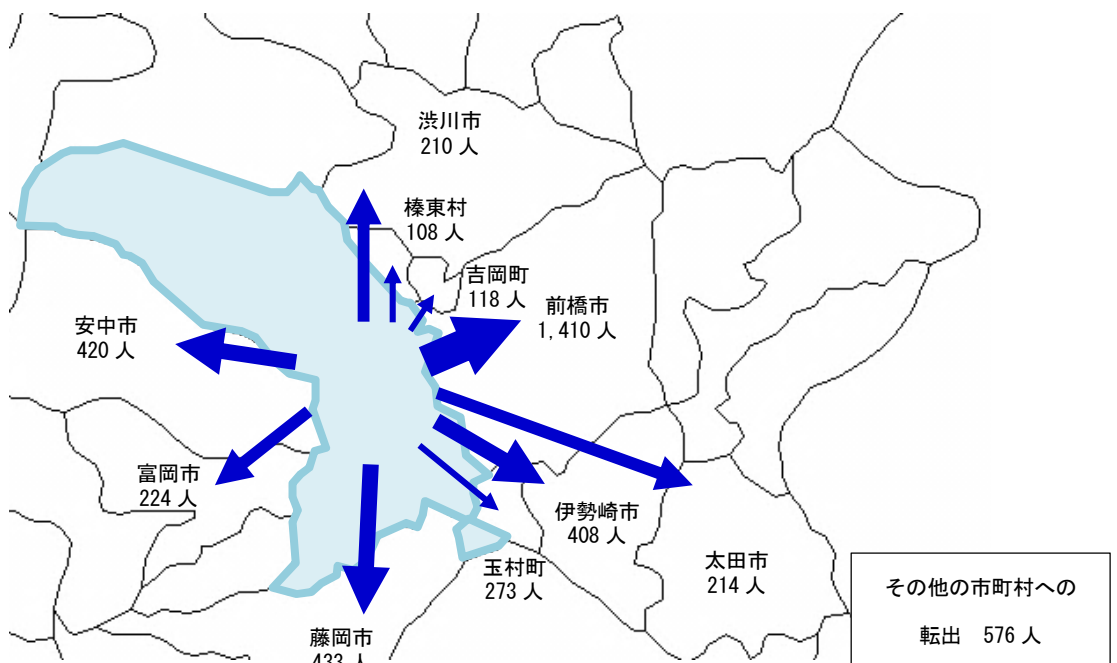 渋川市
210 人
榛東村
108 人
吉岡町
118 人
前橋市
1,410 人
安中市
420 人
富岡市
224 人
伊勢崎市
408 人
玉村町
273 人
太田市
214 人
藤岡市
433 人
その他の市町村への
転出 576 人